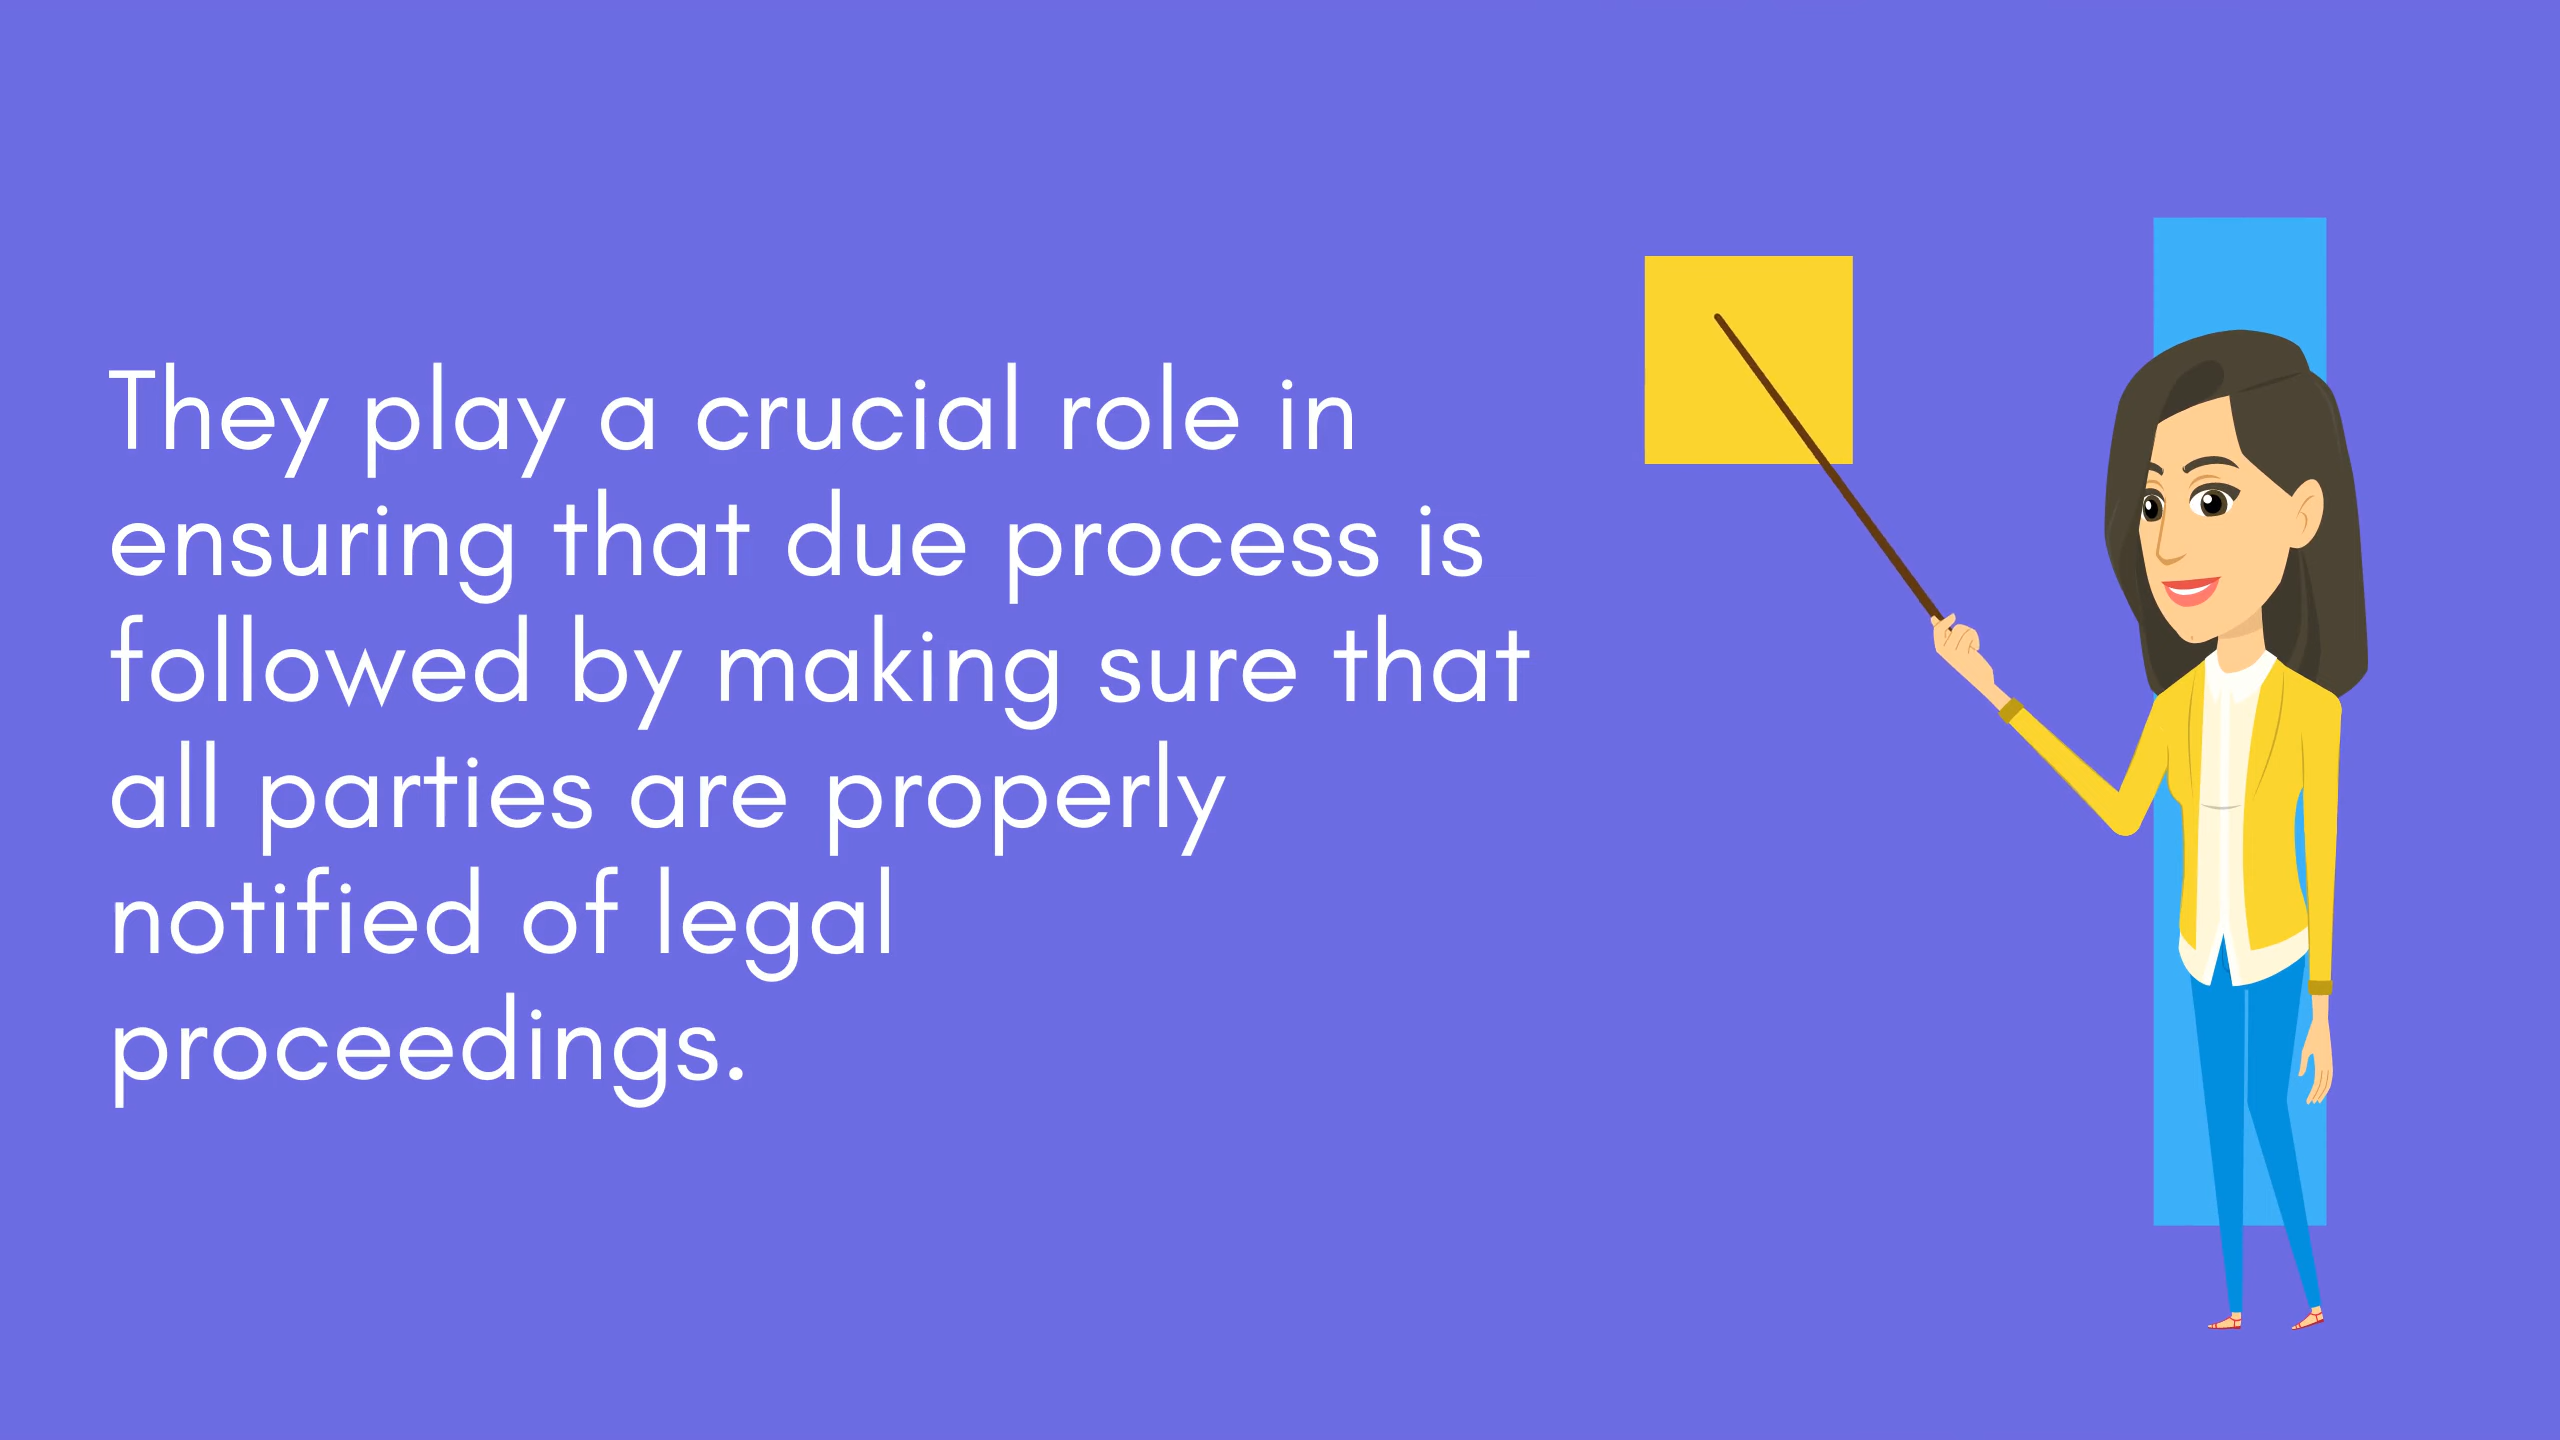 They play a crucial role in
ensuring that due process is
followed by making sure that
all parties are properly
notified of legal
proceedings.